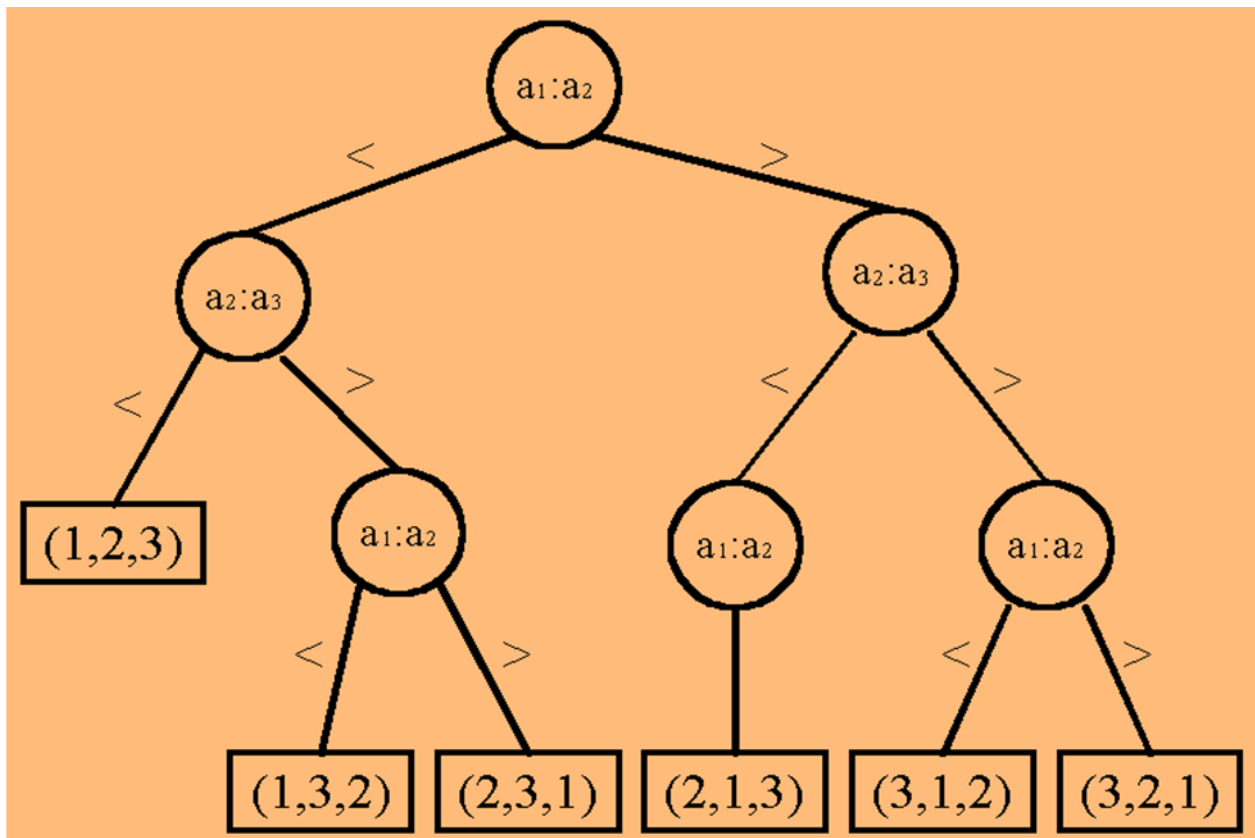 a₁:a₂
< >
a₂:a₃ a₂:a₃
< > < >
(1,2,3) a₁:a₂ a₁:a₂ a₁:a₂
< > < >
(1,3,2) (2,3,1) (2,1,3) (3,1,2) (3,2,1)